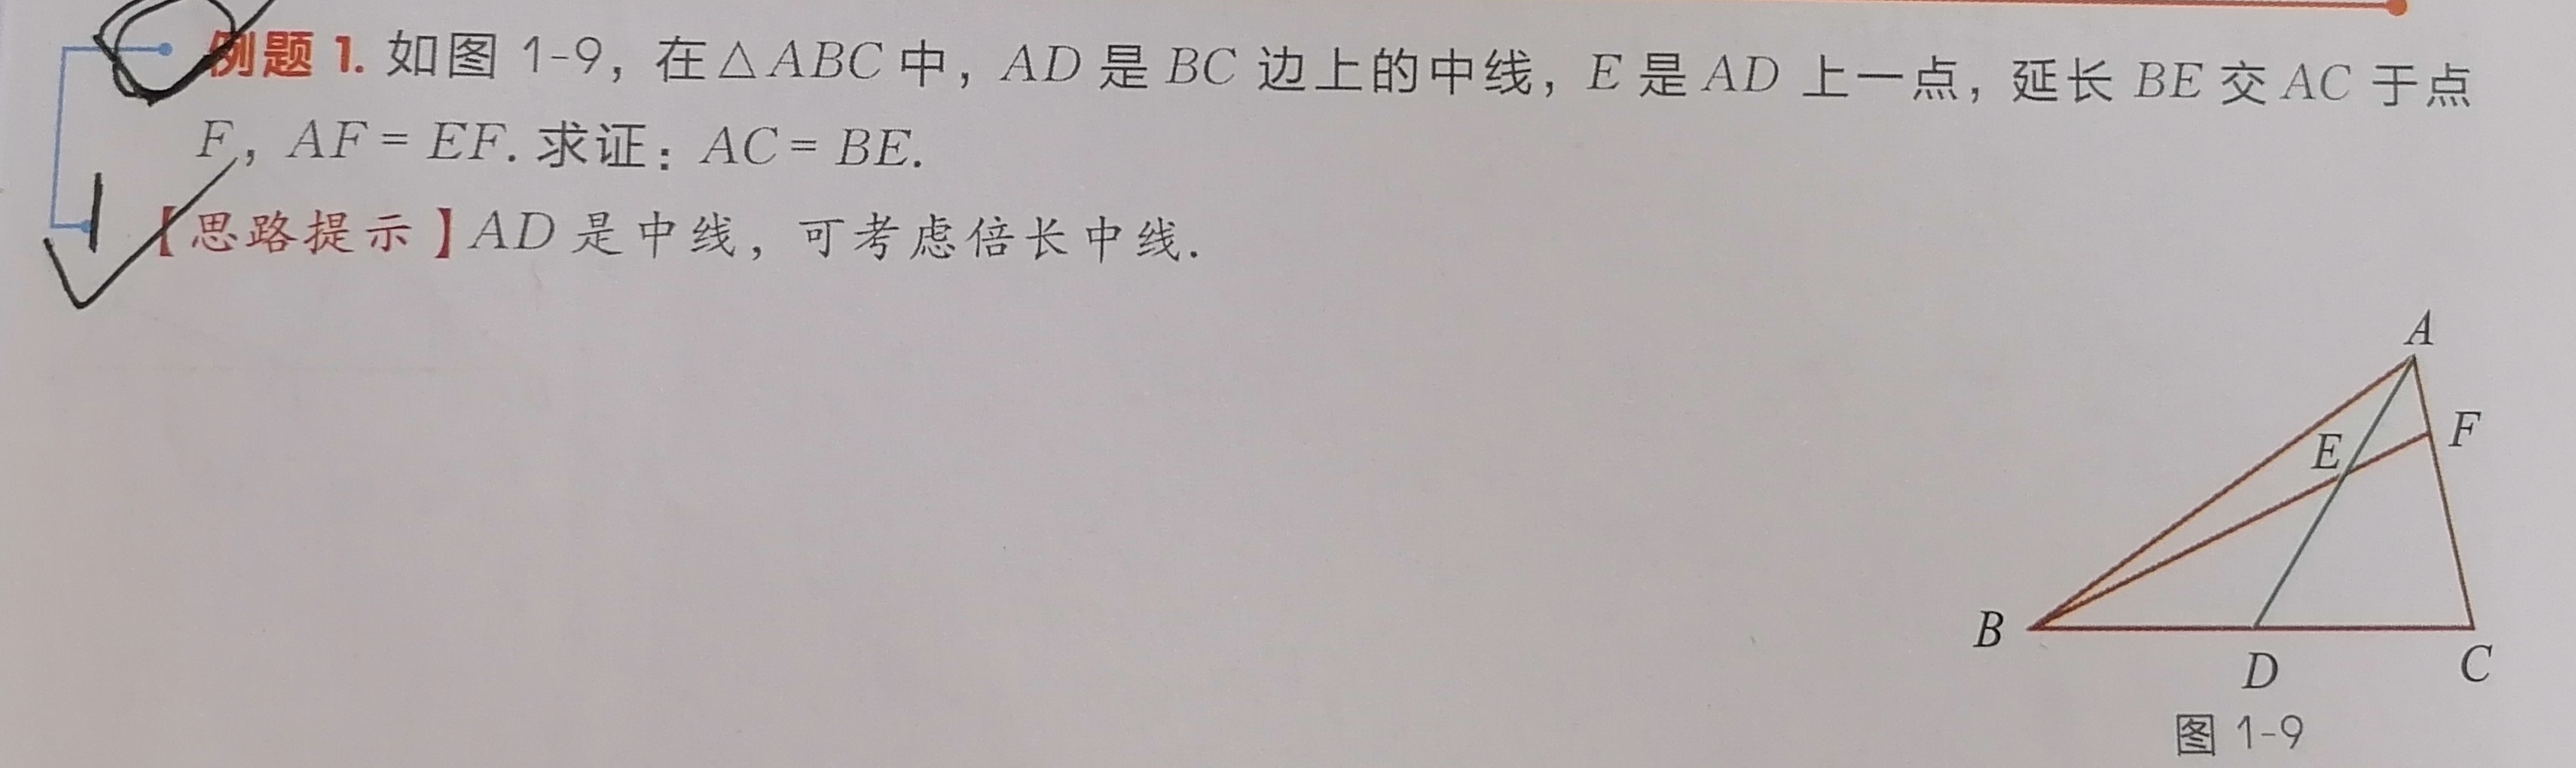 例题 1. 如图 1-9，在△ABC 中，AD 是 BC 边上的中线，E 是 AD 上一点，延长 BE 交 AC 于点
F，AF = EF. 求证：AC = BE.
【思路提示】AD 是中线，可考虑倍长中线.
A
F
E
B
D
C
图 1-9